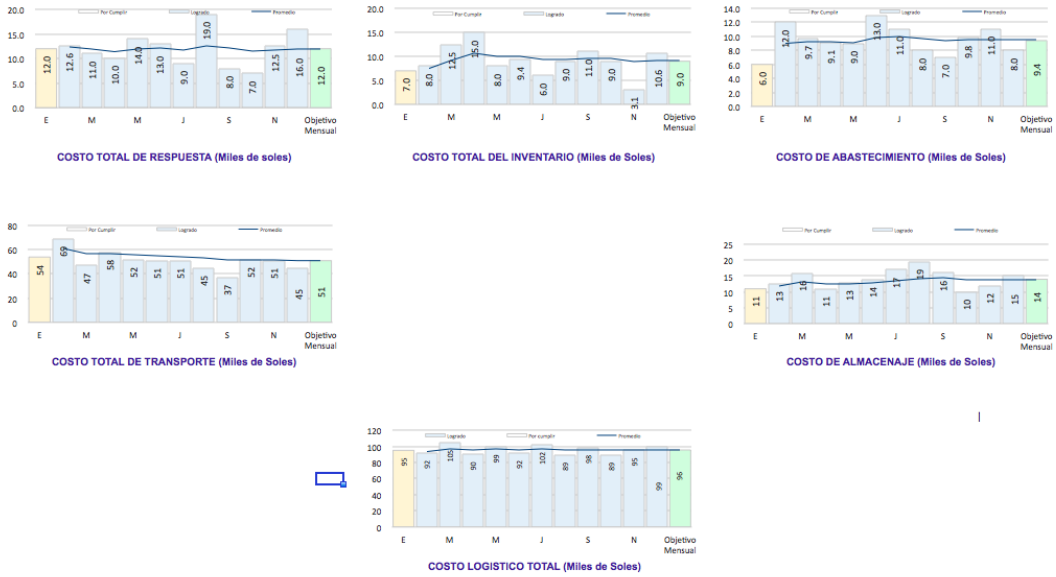 20.0
15.0
10.0
5.0
0.0
Por Cumplir Logrado Promedio
12.0 12.6 11.0 10.0 14.0 13.0 9.0 19.0 8.0 7.0 12.5 16.0 12.0
E M M J S N Objetivo Mensual
COSTO TOTAL DE RESPUESTA (Miles de soles)
20.0
15.0
10.0
5.0
0.0
Por Cumplir Logrado Promedio
7.0 8.0 12.5 15.0 8.0 9.4 6.0 9.0 11.0 9.0 3.1 10.6 9.0
E M M J S N Objetivo Mensual
COSTO TOTAL DEL INVENTARIO (Miles de Soles)
14.0
12.0
10.0
8.0
6.0
4.0
2.0
0.0
Por Cumplir Logrado Promedio
6.0 12.0 9.7 9.1 9.0 13.0 11.0 8.0 7.0 9.8 11.0 8.0 9.4
E M M J S N Objetivo Mensual
COSTO DE ABASTECIMIENTO (Miles de Soles)
80
60
40
20
0
Por Cumplir Logrado Promedio
54 69 47 58 52 51 51 45 37 52 51 45 51
E M M J S N Objetivo Mensual
COSTO TOTAL DE TRANSPORTE (Miles de Soles)
25
20
15
10
5
0
Por Cumplir Logrado Promedio
11 13 16 11 13 14 17 19 16 10 12 15 14
E M M J S N Objetivo Mensual
COSTO DE ALMACENAJE (Miles de Soles)
120
100
80
60
40
20
0
Logrado Por cumplir Promedio
95 92 105 90 99 92 102 89 98 89 95 99 96
E M M J S N Objetivo Mensual
COSTO LOGISTICO TOTAL (Miles de Soles)